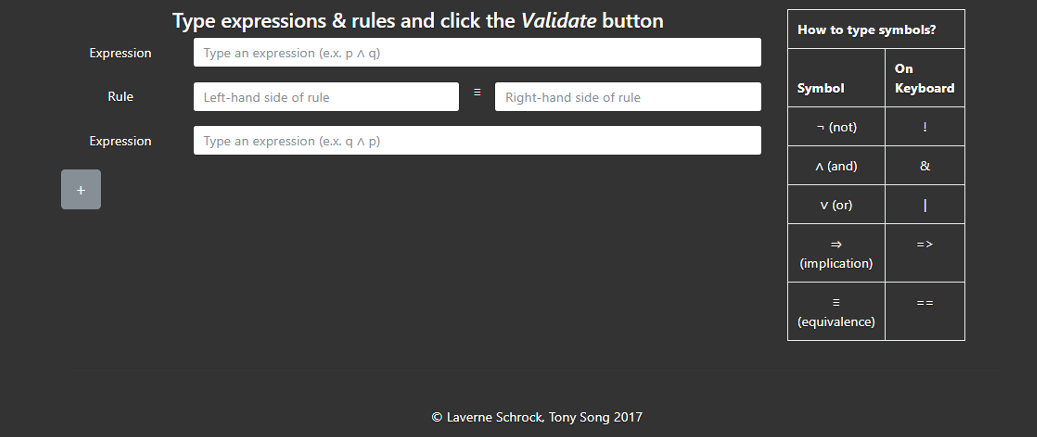 Type expressions & rules and click the Validate button
Expression
Type an expression (e.x. p ∧ q)
Rule
Left-hand side of rule
≡
Right-hand side of rule
Expression
Type an expression (e.x. q ∧ p)
+
How to type symbols?
Symbol
On Keyboard
¬ (not)
!
∧ (and)
&
∨ (or)
|
⇒ (implication)
=>
≡ (equivalence)
==
© Laverne Schrock, Tony Song 2017